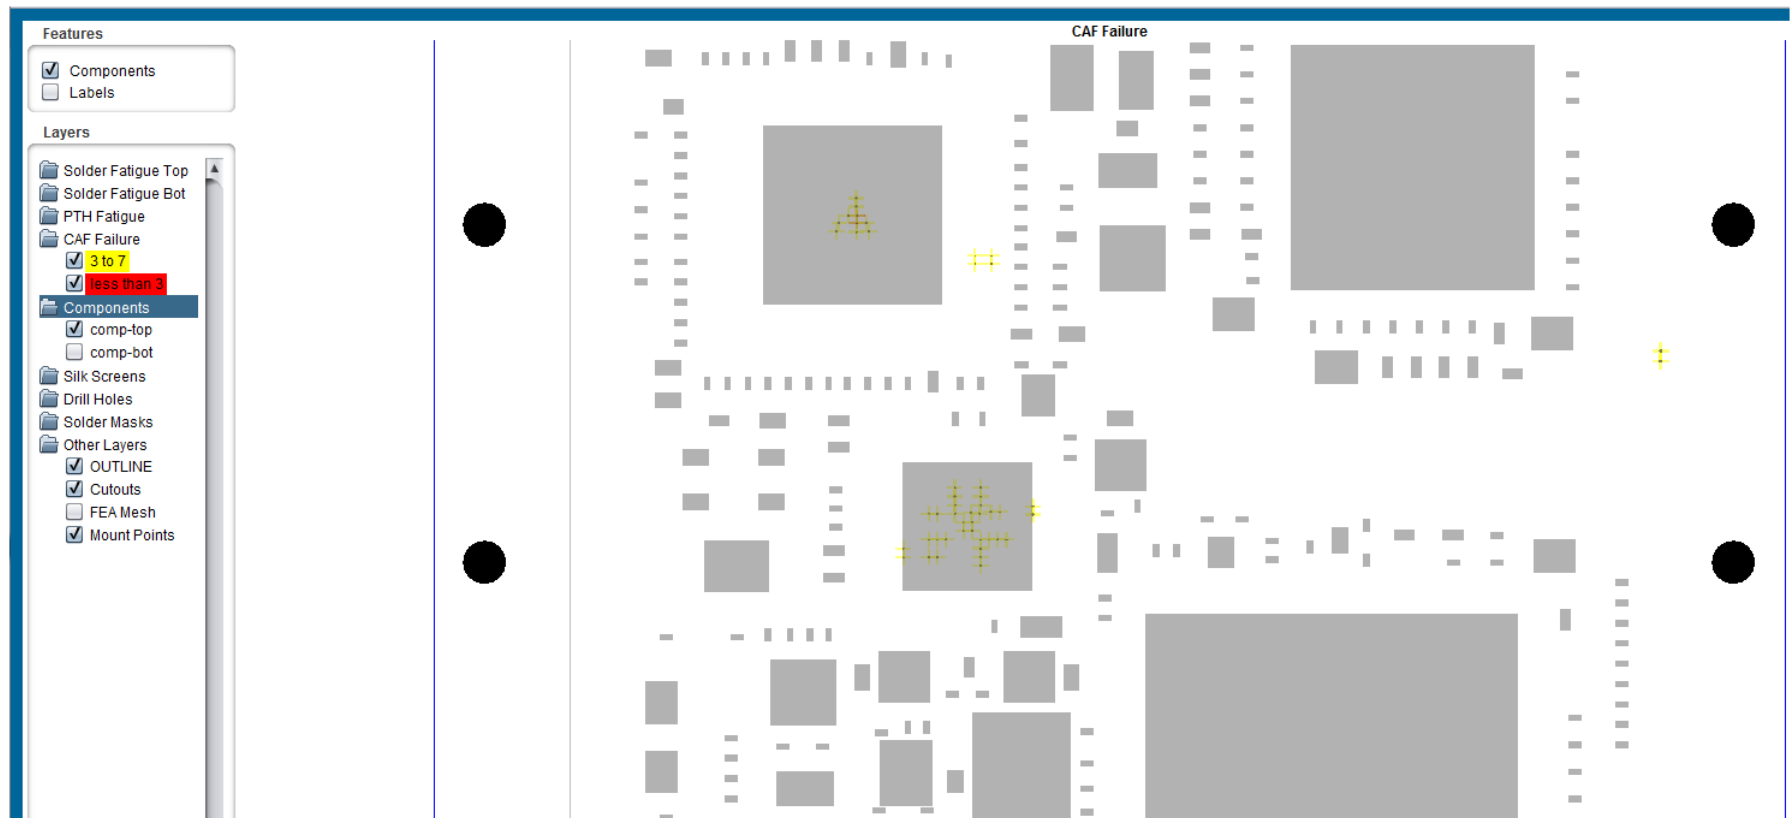 CAF Failure
Features
Components
Labels
Layers
Solder Fatigue Top
Solder Fatigue Bot
PTH Fatigue
CAF Failure
3 to 7
less than 3
Components
comp-top
comp-bot
Silk Screens
Drill Holes
Solder Masks
Other Layers
OUTLINE
Cutouts
FEA Mesh
Mount Points